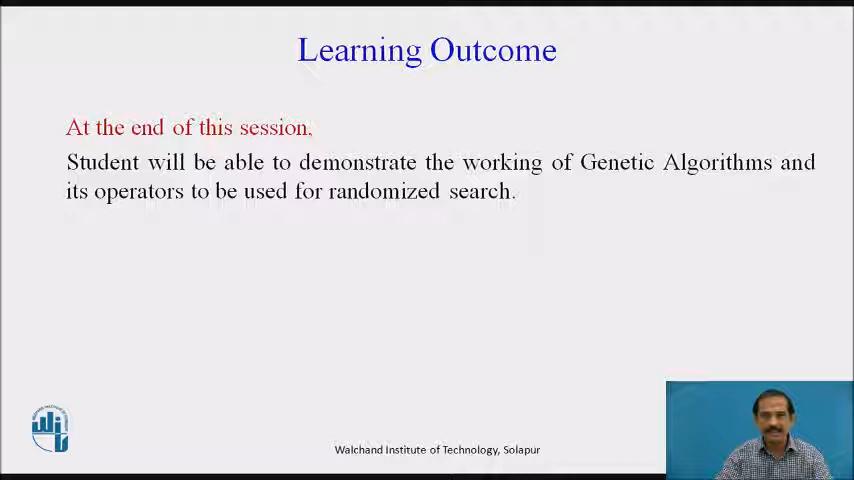 Learning Outcome
At the end of this session,
Student will be able to demonstrate the working of Genetic Algorithms and
its operators to be used for randomized search.
Walchand Institute of Technology, Solapur